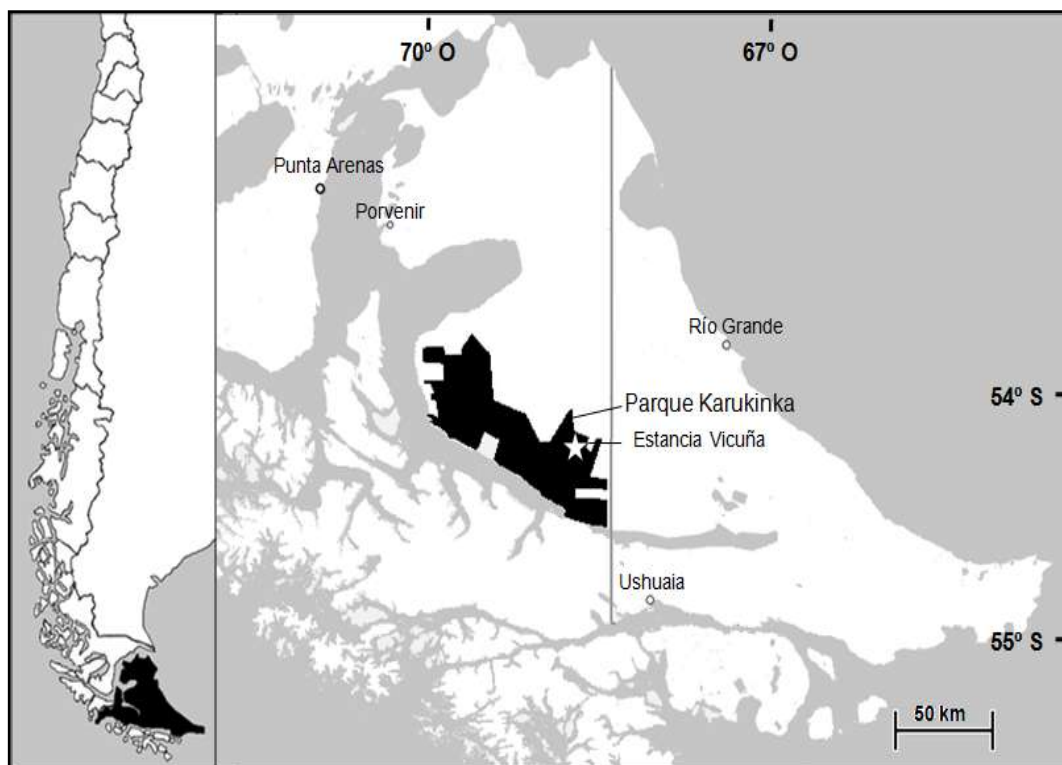 70º O
67º O
Punta Arenas
Porvenir
Río Grande
54º S
Parque Karukinka
Estancia Vicuña
Ushuaia
55º S
50 km